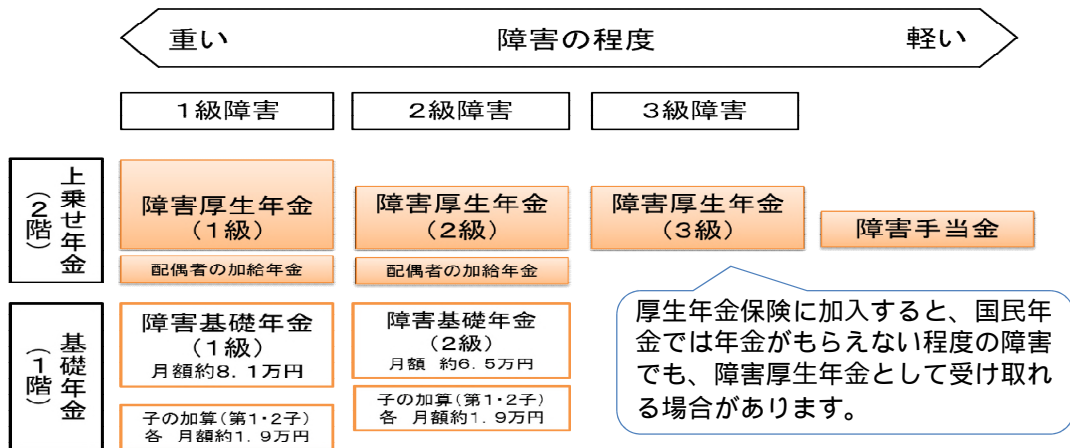 重い 障害の程度 軽い
1級障害 2級障害 3級障害
上乗せ年金
(2階)
障害厚生年金
(1級)
障害厚生年金
(2級)
障害厚生年金
(3級)
障害手当金
配偶者の加給年金
配偶者の加給年金
基礎年金
(1階)
障害基礎年金
(1級)
月額約8.1万円
障害基礎年金
(2級)
月額 約6.5万円
子の加算(第1・2子)
各 月額約1.9万円
子の加算(第1・2子)
各 月額約1.9万円
厚生年金保険に加入すると、国民年
金では年金がもらえない程度の障害
でも、障害厚生年金として受け取れ
る場合があります。